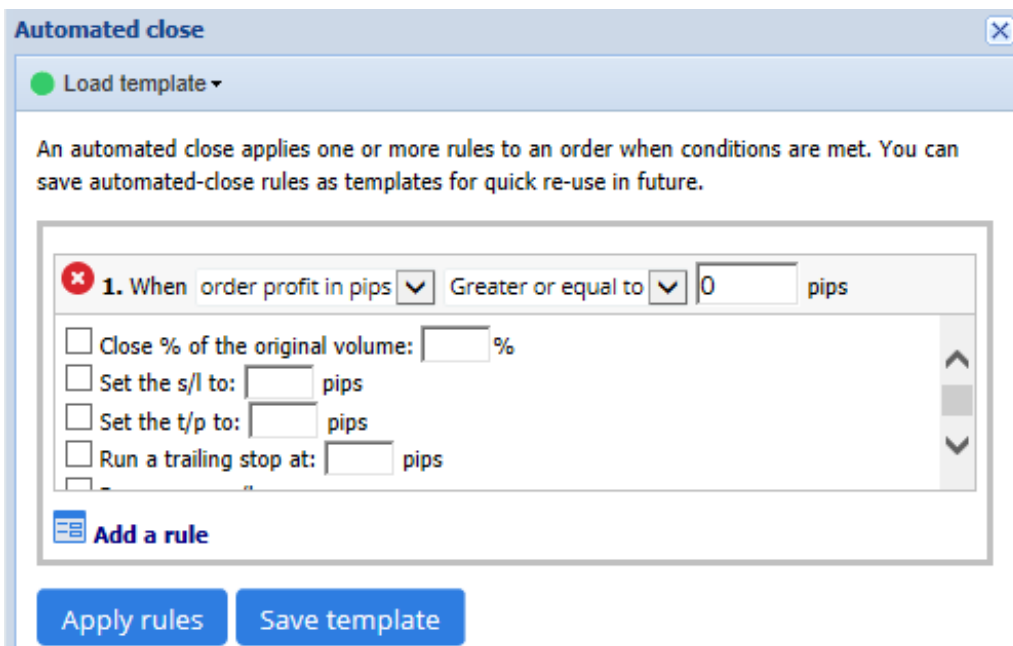 Automated close
Load template
An automated close applies one or more rules to an order when conditions are met. You can
save automated-close rules as templates for quick re-use in future.
1. When order profit in pips Greater or equal to 0 pips
Close % of the original volume: %
Set the s/l to: pips
Set the t/p to: pips
Run a trailing stop at: pips
Add a rule
Apply rules Save template